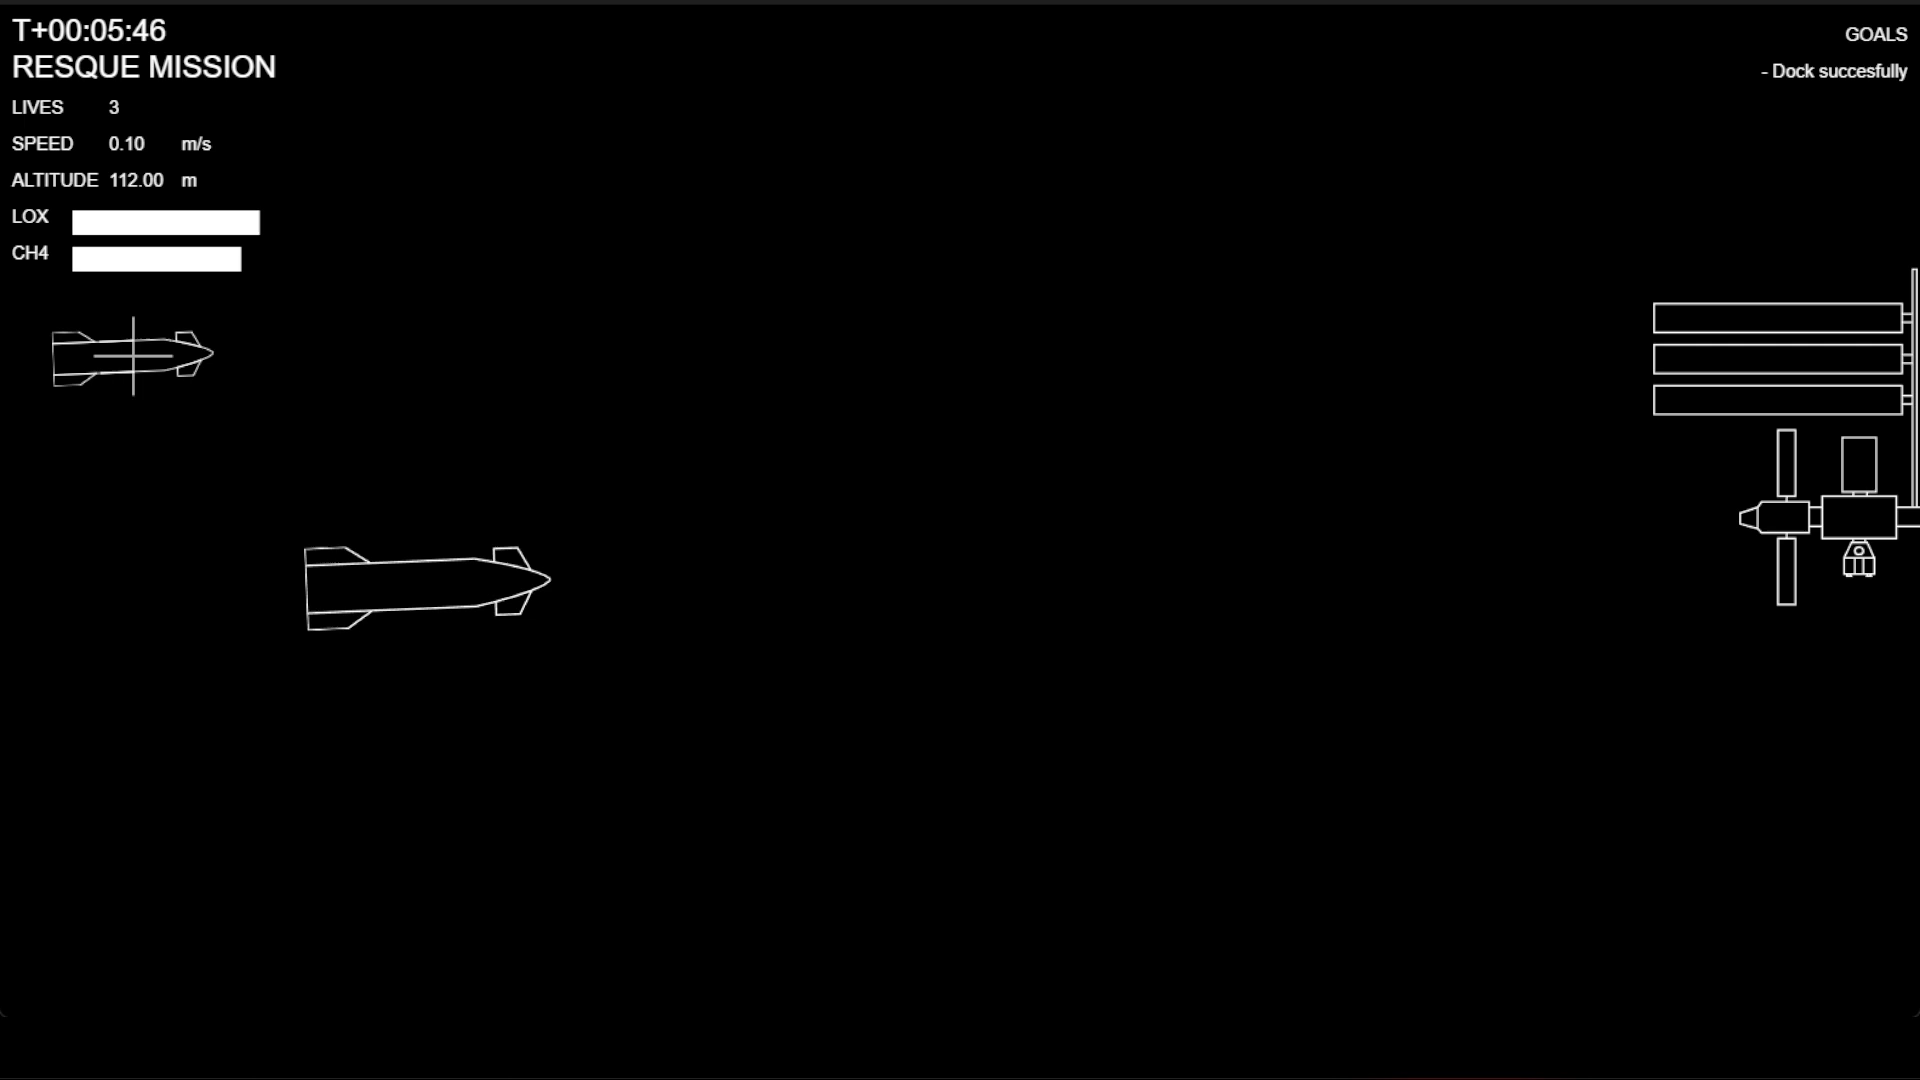 T+00:05:46
RESQUE MISSION
LIVES 3
SPEED 0.10 m/s
ALTITUDE 112.00 m
LOX
CH4
GOALS
- Dock succesfully